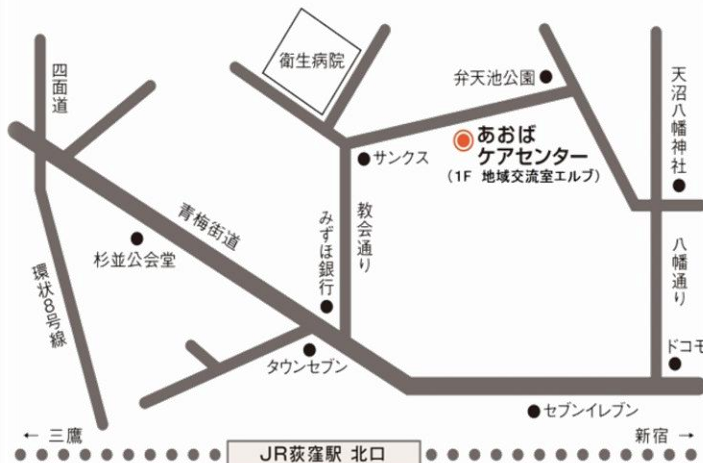 四面道
衛生病院
弁天池公園
天沼八幡神社
あおば
ケアセンター
(1F 地域交流室エルブ)
サンクス
教会通り
みずほ銀行
青梅街道
杉並公会堂
環状8号線
八幡通り
ドコモ
タウンセブン
セブンイレブン
← 三鷹
新宿 →
JR荻窪駅 北口